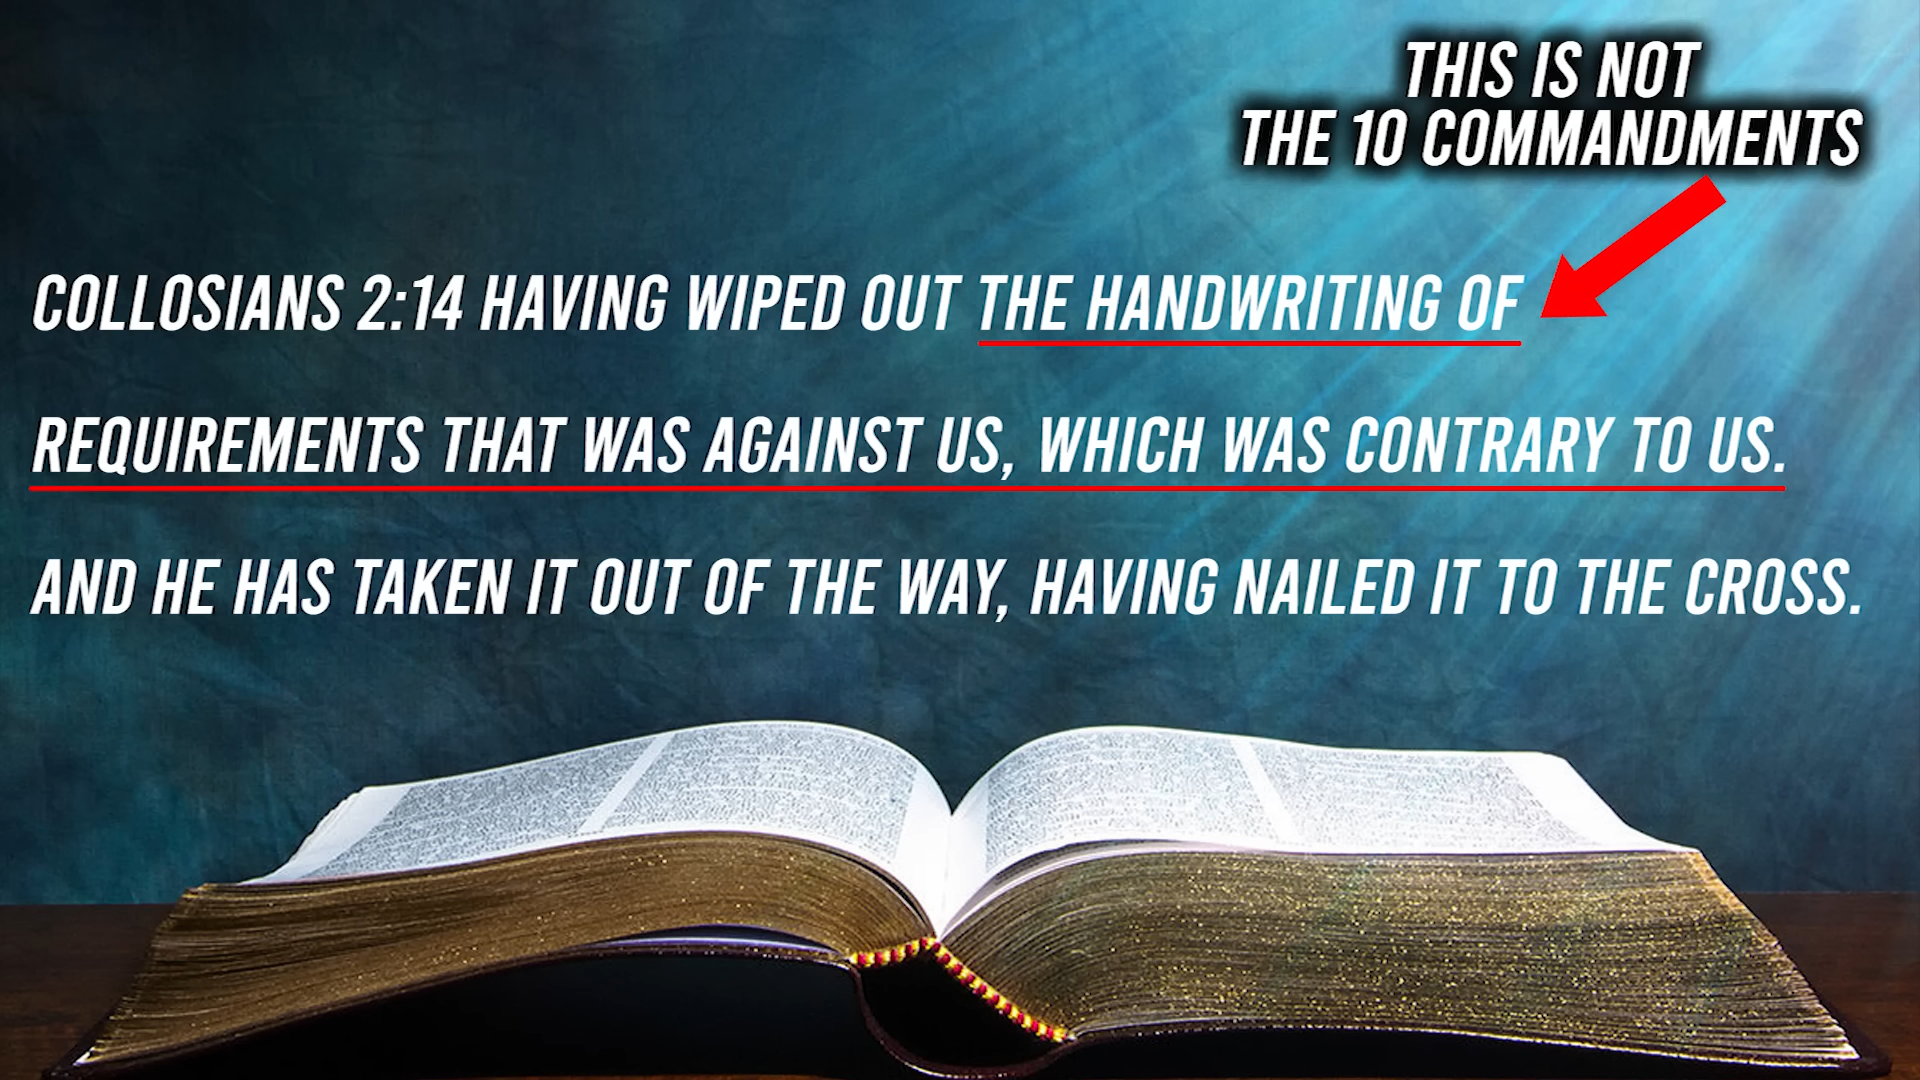 THIS IS NOT
THE 10 COMMANDMENTS
COLLOSIANS 2:14 HAVING WIPED OUT THE HANDWRITING OF
REQUIREMENTS THAT WAS AGAINST US, WHICH WAS CONTRARY TO US.
AND HE HAS TAKEN IT OUT OF THE WAY, HAVING NAILED IT TO THE CROSS.